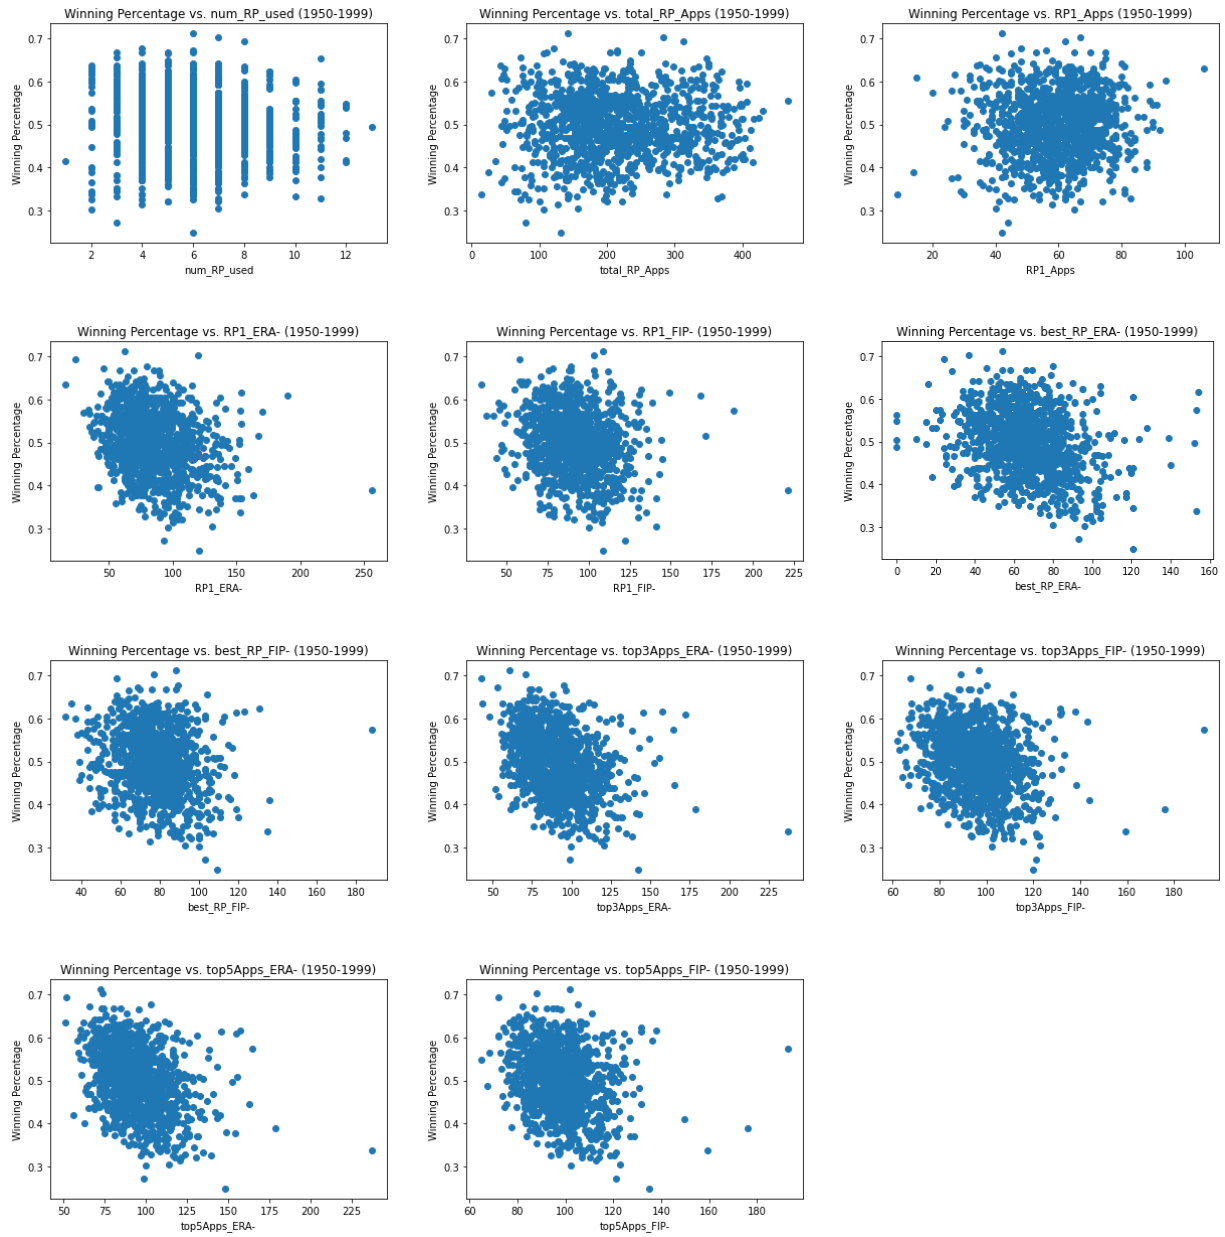 Winning Percentage vs. num_RP_used (1950-1999)
Winning Percentage
0.7
0.6
0.5
0.4
0.3
2 4 6 8 10 12
num_RP_used
Winning Percentage vs. total_RP_Apps (1950-1999)
Winning Percentage
0.7
0.6
0.5
0.4
0.3
0 100 200 300 400
total_RP_Apps
Winning Percentage vs. RP1_Apps (1950-1999)
Winning Percentage
0.7
0.6
0.5
0.4
0.3
20 40 60 80 100
RP1_Apps
Winning Percentage vs. RP1_ERA- (1950-1999)
Winning Percentage
0.7
0.6
0.5
0.4
0.3
50 100 150 200 250
RP1_ERA-
Winning Percentage vs. RP1_FIP- (1950-1999)
Winning Percentage
0.7
0.6
0.5
0.4
0.3
50 75 100 125 150 175 200 225
RP1_FIP-
Winning Percentage vs. best_RP_ERA- (1950-1999)
Winning Percentage
0.7
0.6
0.5
0.4
0.3
0 20 40 60 80 100 120 140 160
best_RP_ERA-
Winning Percentage vs. best_RP_FIP- (1950-1999)
Winning Percentage
0.7
0.6
0.5
0.4
0.3
40 60 80 100 120 140 160 180
best_RP_FIP-
Winning Percentage vs. top3Apps_ERA- (1950-1999)
Winning Percentage
0.7
0.6
0.5
0.4
0.3
50 75 100 125 150 175 200 225
top3Apps_ERA-
Winning Percentage vs. top3Apps_FIP- (1950-1999)
Winning Percentage
0.7
0.6
0.5
0.4
0.3
60 80 100 120 140 160 180
top3Apps_FIP-
Winning Percentage vs. top5Apps_ERA- (1950-1999)
Winning Percentage
0.7
0.6
0.5
0.4
0.3
50 75 100 125 150 175 200 225
top5Apps_ERA-
Winning Percentage vs. top5Apps_FIP- (1950-1999)
Winning Percentage
0.7
0.6
0.5
0.4
0.3
60 80 100 120 140 160 180
top5Apps_FIP-